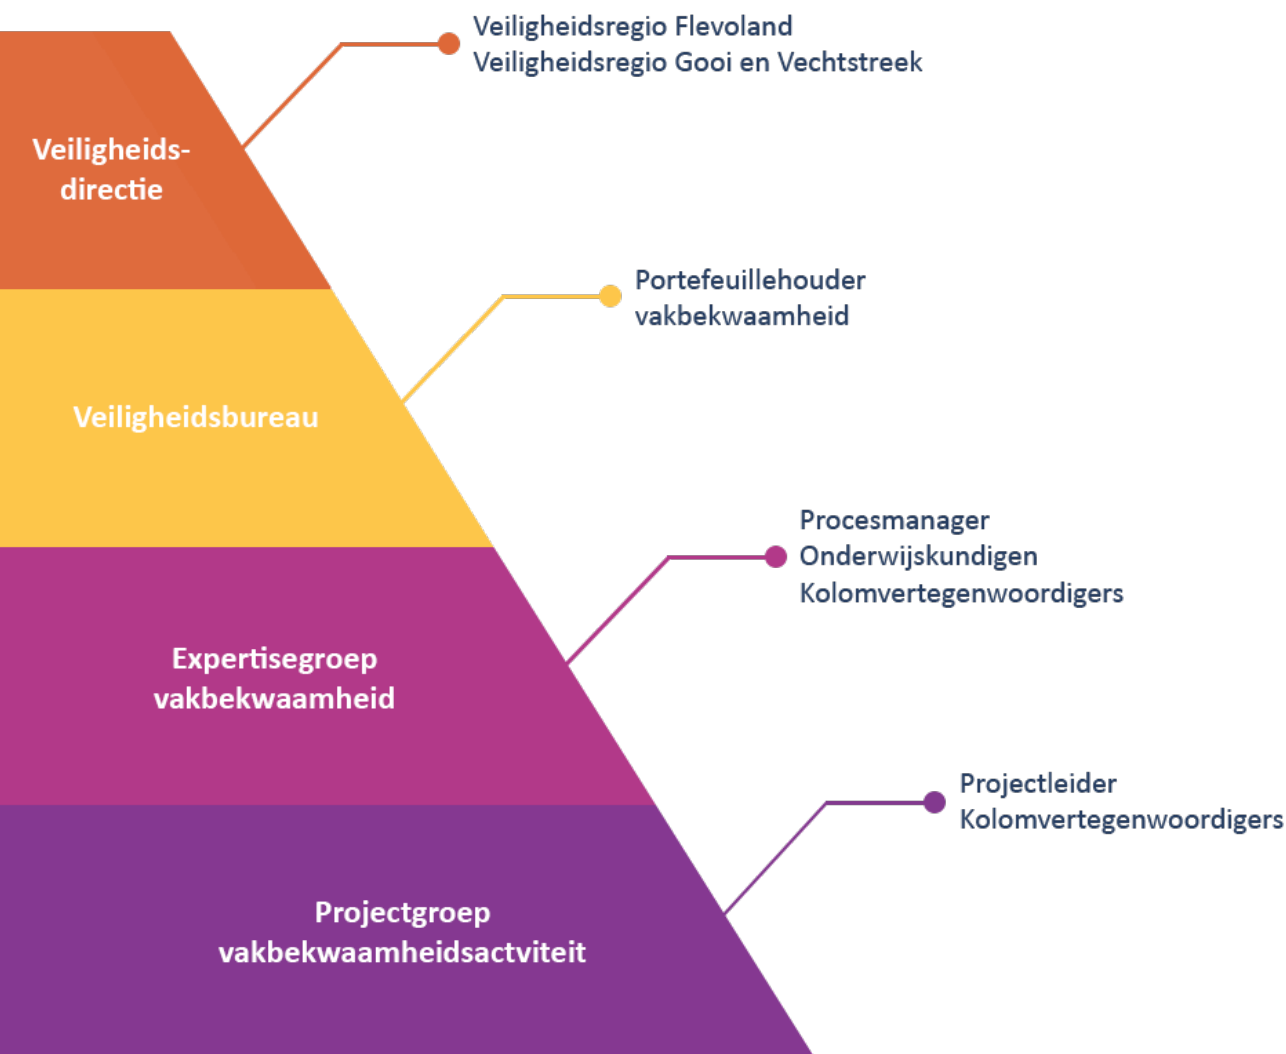 Veiligheidsregio Flevoland
Veiligheidsregio Gooi en Vechtstreek
Veiligheids-
directie
Portefeuillehouder
vakbekwaamheid
Veiligheidsbureau
Procesmanager
Onderwijskundigen
Kolomvertegenwoordigers
Expertisegroep
vakbekwaamheid
Projectleider
Kolomvertegenwoordigers
Projectgroep
vakbekwaamheidsactviteit